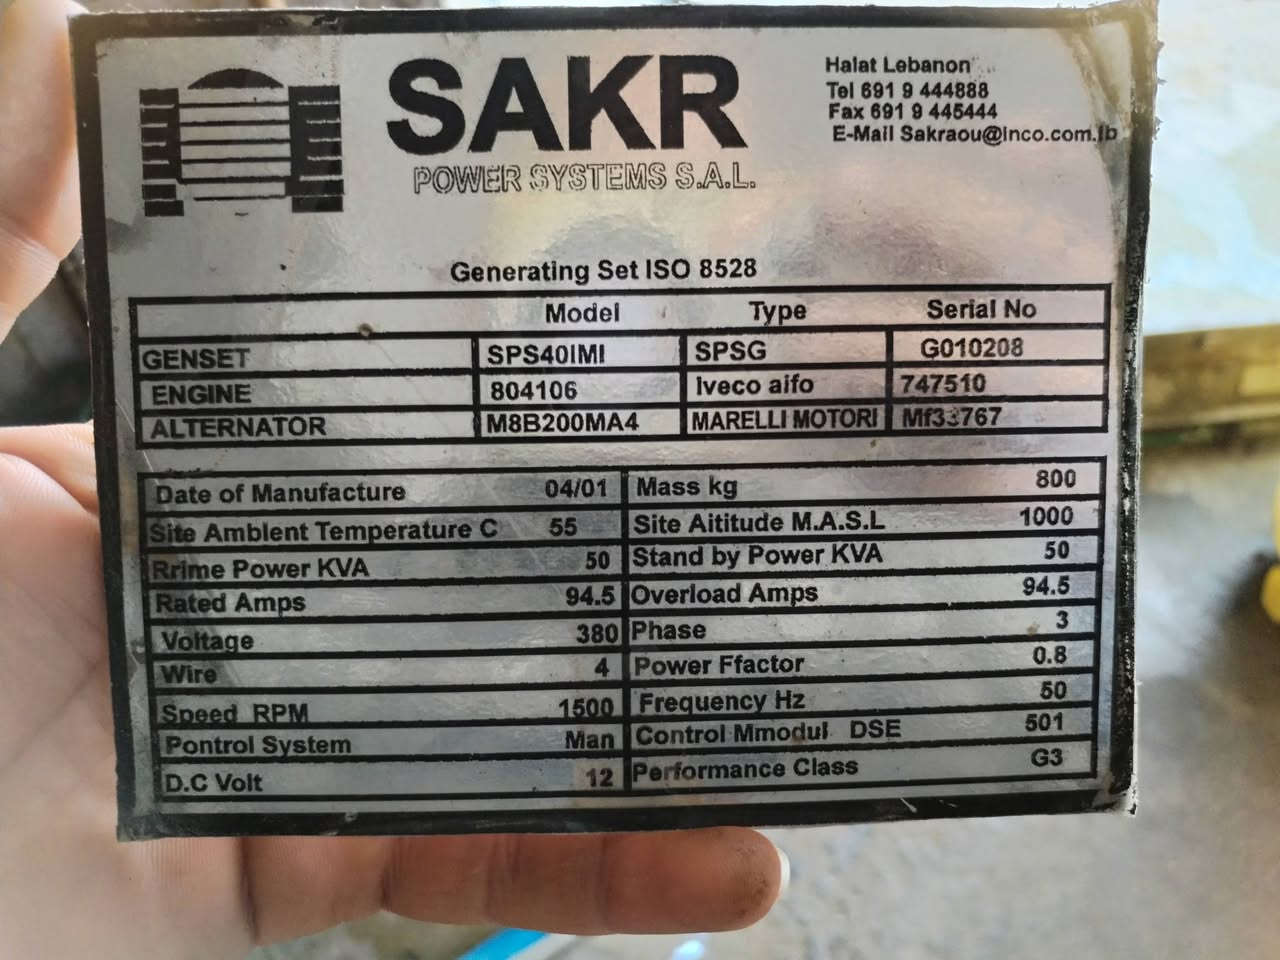 SAKR
POWER SYSTEMS S.A.L.
Halat Lebanon
Tel 691 9 444888
Fax 691 9 445444
E-Mail Sakraou@Inco.com.lb
Generating Set ISO 8528
Model Type Serial No
GENSET SPS40IMI SPSG G010208
ENGINE 804106 Iveco aifo 747510
ALTERNATOR M8B200MA4 MARELLI MOTORI Mf33767
Date of Manufacture 04/01 Mass kg 800
Site Amblent Temperature C 55 Site Aititude M.A.S.L 1000
Rrime Power KVA 50 Stand by Power KVA 50
Rated Amps 94.5 Overload Amps 94.5
Voltage 380 Phase 3
Wire 4 Power Ffactor 0.8
Speed RPM 1500 Frequency Hz 50
Pontrol System Man Control Mmodul DSE 501
D.C Volt 12 Performance Class G3